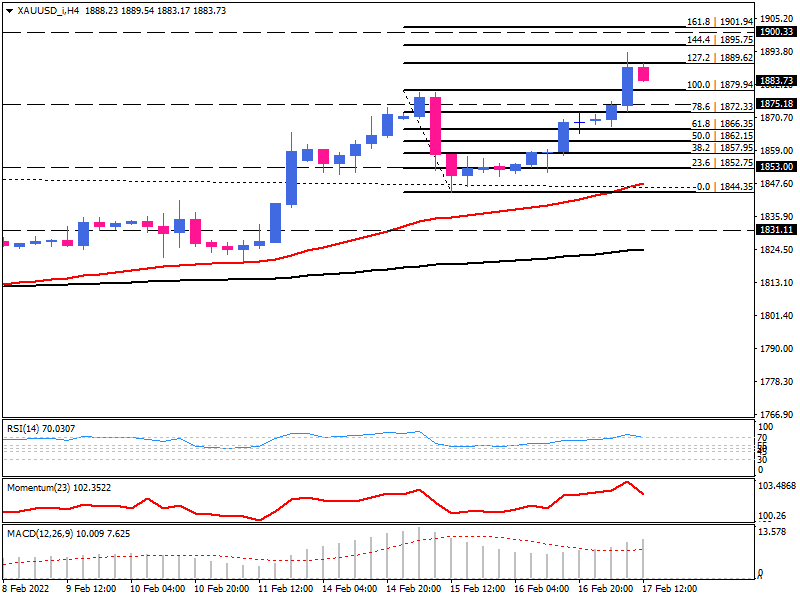 XAUUSD_i,H4 1888.23 1889.54 1883.17 1883.73
161.8 | 1901.94
144.4 | 1895.75
127.2 | 1889.62
100.0 | 1879.94
78.6 | 1872.33
61.8 | 1866.35
50.0 | 1862.15
38.2 | 1857.95
23.6 | 1852.75
0.0 | 1844.35
1905.20
1900.33
1893.80
1883.73
1875.18
1870.70
1859.00
1853.00
1847.60
1835.90
1831.11
1824.50
1813.10
1801.40
1790.00
1778.30
1766.90
RSI(14) 70.0307
100
70
30
0
Momentum(23) 102.3522
103.4868
100.26
MACD(12,26,9) 10.009 7.625
13.578
0
8 Feb 2022
9 Feb 12:00
10 Feb 04:00
10 Feb 20:00
11 Feb 12:00
14 Feb 04:00
14 Feb 20:00
15 Feb 12:00
16 Feb 04:00
16 Feb 20:00
17 Feb 12:00